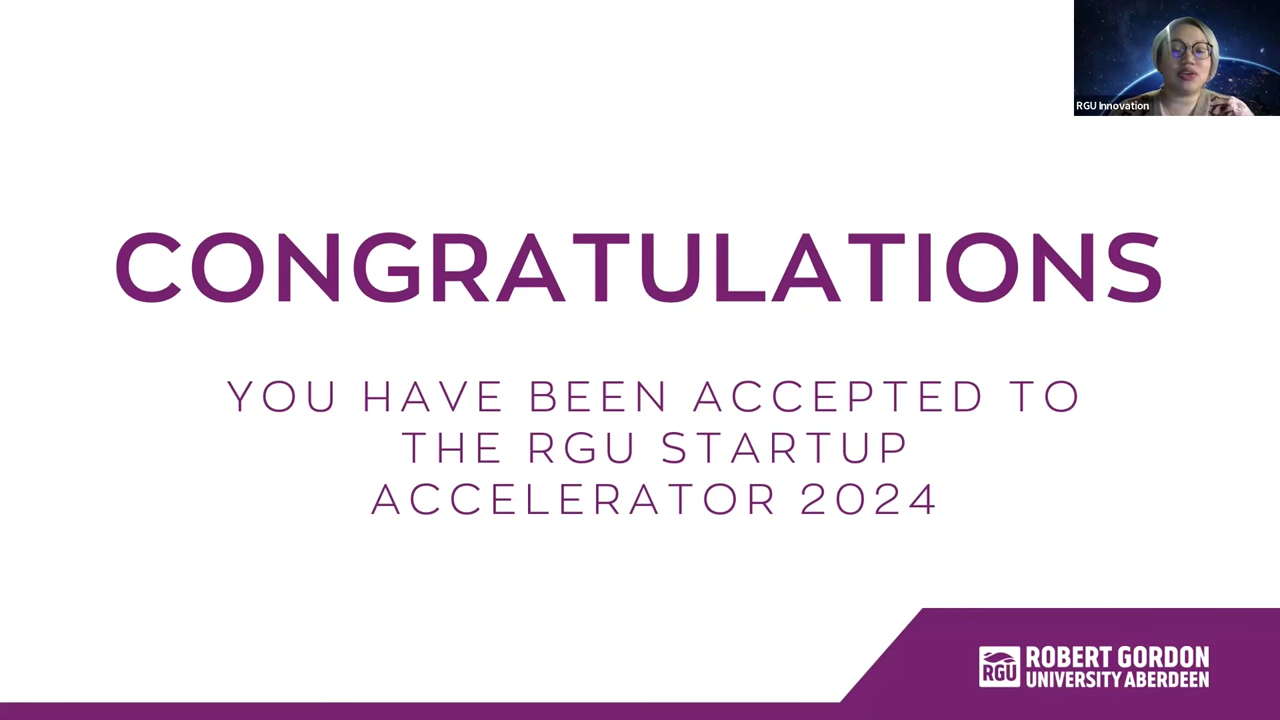 RGU Innovation
CONGRATULATIONS
YOU HAVE BEEN ACCEPTED TO
THE RGU STARTUP
ACCELERATOR 2024
RGU
ROBERT GORDON
UNIVERSITY ABERDEEN